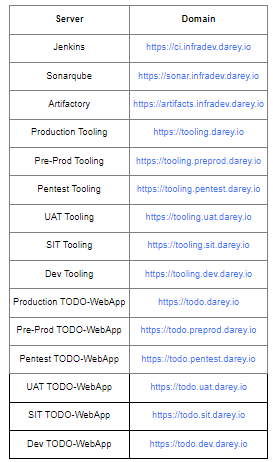 Server Domain
Jenkins https://ci.infradev.darey.io
Sonarqube https://sonar.infradev.darey.io
Artifactory https://artifacts.infradev.darey.io
Production Tooling https://tooling.darey.io
Pre-Prod Tooling https://tooling.preprod.darey.io
Pentest Tooling https://tooling.pentest.darey.io
UAT Tooling https://tooling.uat.darey.io
SIT Tooling https://tooling.sit.darey.io
Dev Tooling https://tooling.dev.darey.io
Production TODO-WebApp https://todo.darey.io
Pre-Prod TODO-WebApp https://todo.preprod.darey.io
Pentest TODO-WebApp https://todo.pentest.darey.io
UAT TODO-WebApp https://todo.uat.darey.io
SIT TODO-WebApp https://todo.sit.darey.io
Dev TODO-WebApp https://todo.dev.darey.io